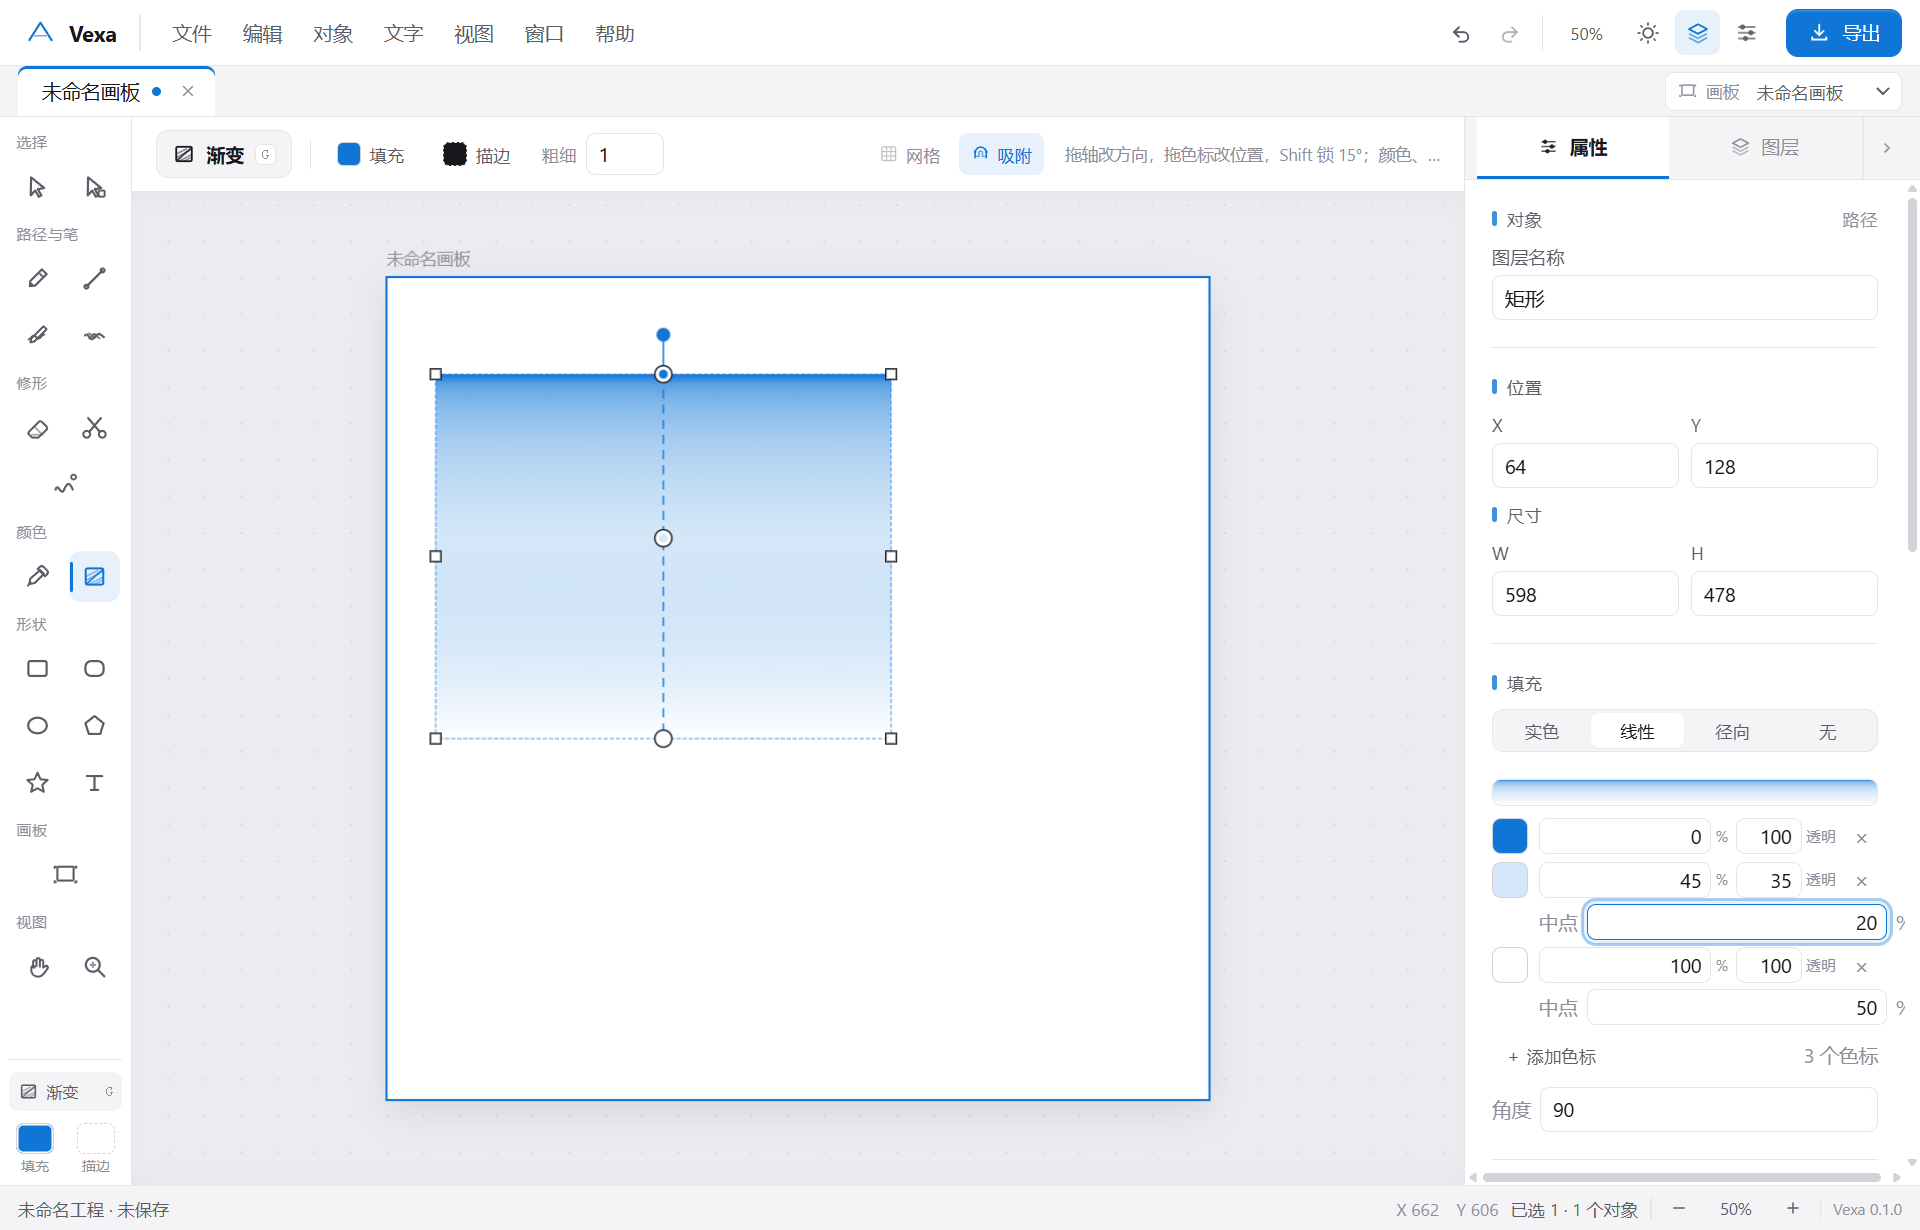 Vexa 文件 编辑 对象 文字 视图 窗口 帮助 50% 导出
未命名画板 画板 未命名画板
选择
路径与笔
修形
颜色
形状
画板
视图
渐变 G
填充 描边
渐变 G 填充 描边 粗细 1 网格 吸附 拖轴改方向，拖色标改位置，Shift 锁 15°；颜色、...
未命名画板
属性 图层
对象 路径
图层名称
矩形
位置
X Y
64 128
尺寸
W H
598 478
填充
实色 线性 径向 无
0 % 100 透明
45 % 35 透明
中点 20 %
100 % 100 透明
中点 50 %
+ 添加色标 3 个色标
角度 90
未命名工程 · 未保存 X 662 Y 606 已选 1 · 1 个对象 50% Vexa 0.1.0